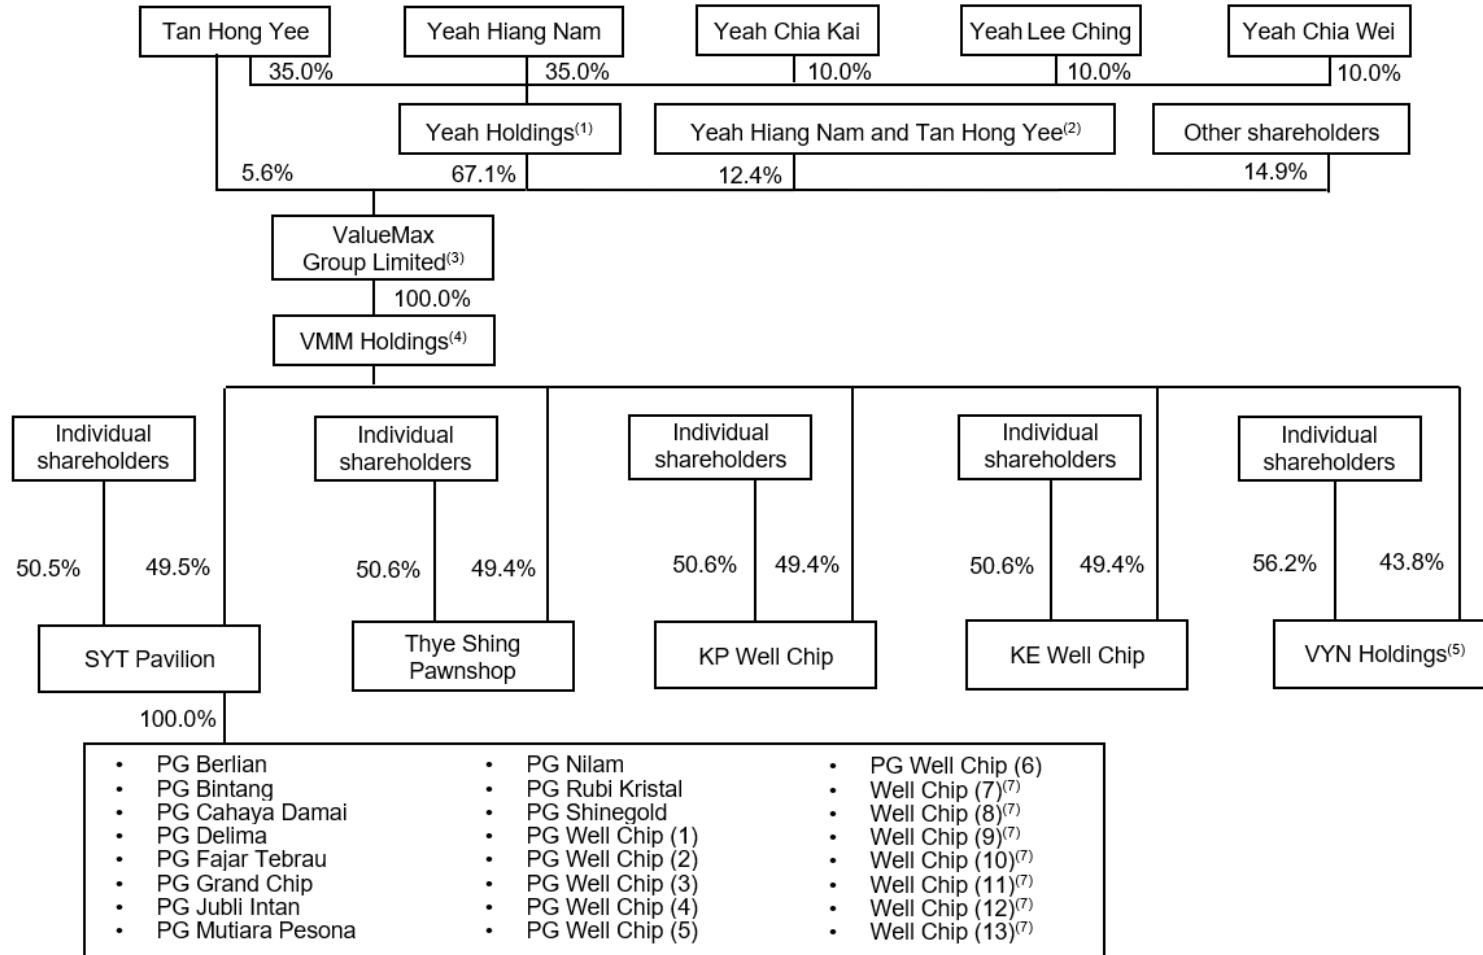 Tan Hong Yee
Yeah Hiang Nam
Yeah Chia Kai
Yeah Lee Ching
Yeah Chia Wei
35.0%
35.0%
10.0%
10.0%
10.0%
Yeah Holdings(1)
Yeah Hiang Nam and Tan Hong Yee(2)
Other shareholders
5.6%
67.1%
12.4%
14.9%
ValueMax
Group Limited(3)
100.0%
VMM Holdings(4)
Individual
shareholders
Individual
shareholders
Individual
shareholders
Individual
shareholders
Individual
shareholders
50.5%
49.5%
50.6%
49.4%
50.6%
49.4%
50.6%
49.4%
56.2%
43.8%
SYT Pavilion
Thye Shing
Pawnshop
KP Well Chip
KE Well Chip
VYN Holdings(5)
100.0%
• PG Berlian
• PG Bintang
• PG Cahaya Damai
• PG Delima
• PG Fajar Tebrau
• PG Grand Chip
• PG Jubli Intan
• PG Mutiara Pesona
• PG Nilam
• PG Rubi Kristal
• PG Shinegold
• PG Well Chip (1)
• PG Well Chip (2)
• PG Well Chip (3)
• PG Well Chip (4)
• PG Well Chip (5)
• PG Well Chip (6)
• Well Chip (7)(7)
• Well Chip (8)(7)
• Well Chip (9)(7)
• Well Chip (10)(7)
• Well Chip (11)(7)
• Well Chip (12)(7)
• Well Chip (13)(7)